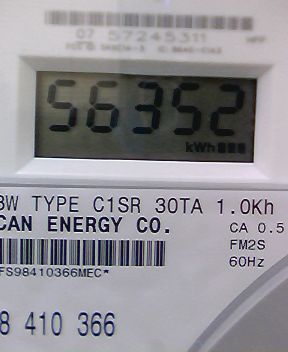 07 57245311
56352
kWh
3W TYPE C1SR 30TA 1.0Kh
CAN ENERGY CO.
CA 0.5
FM2S
60Hz
FS98410366MEC*
8 410 366